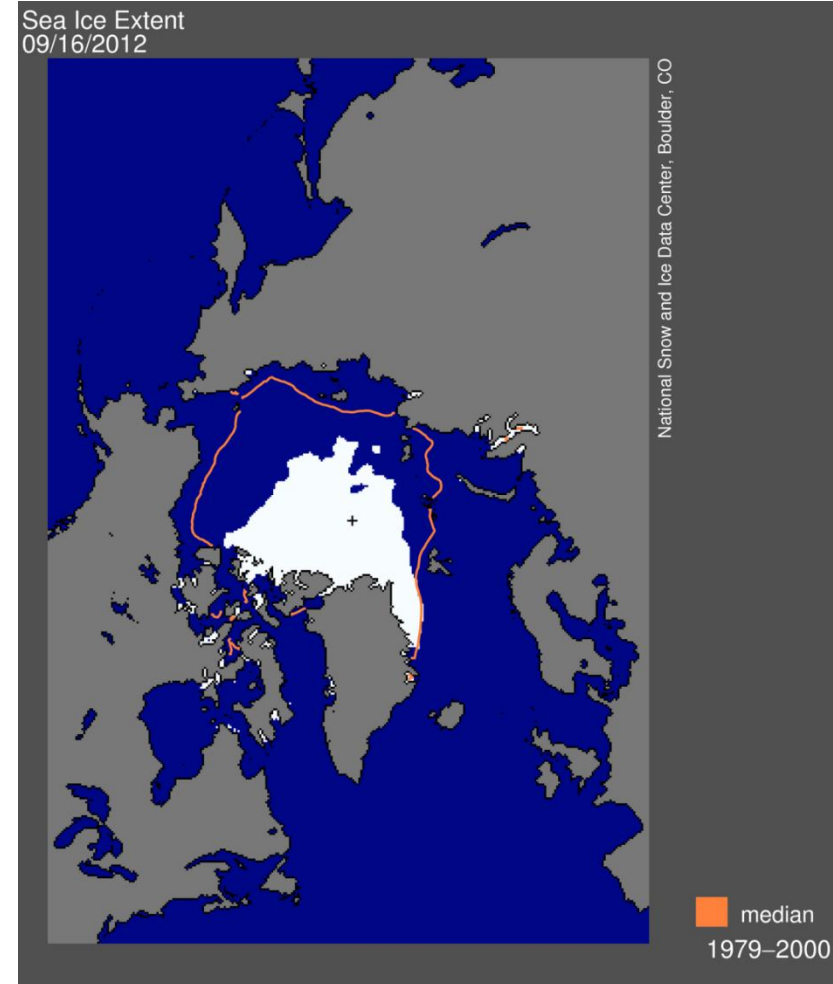 Sea Ice Extent
09/16/2012
National Snow and Ice Data Center, Boulder, CO
median
1979–2000